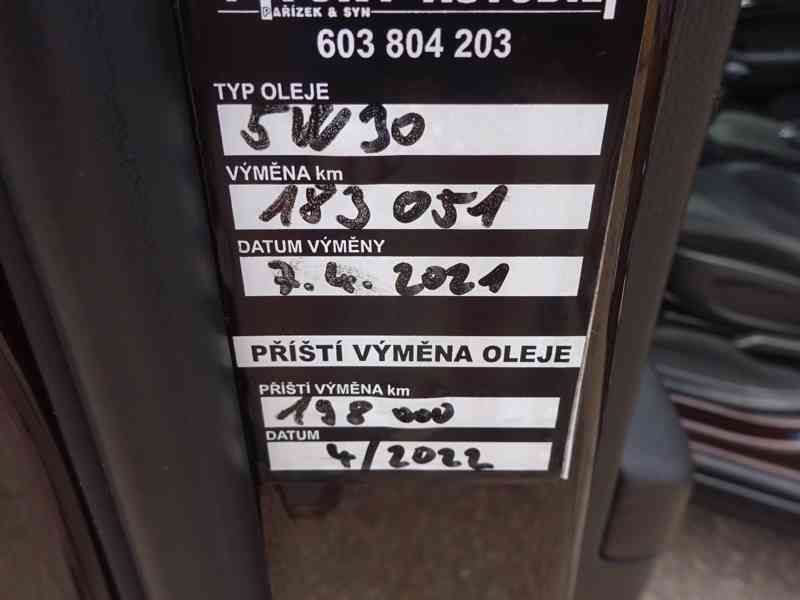 PAŘÍZEK & SYN
603 804 203
TYP OLEJE
5W30
VÝMĚNA km
183 051
DATUM VÝMĚNY
7.4.2021
PŘÍŠTÍ VÝMĚNA OLEJE
PŘÍŠTÍ VÝMĚNA km
198 000
DATUM
4/2022